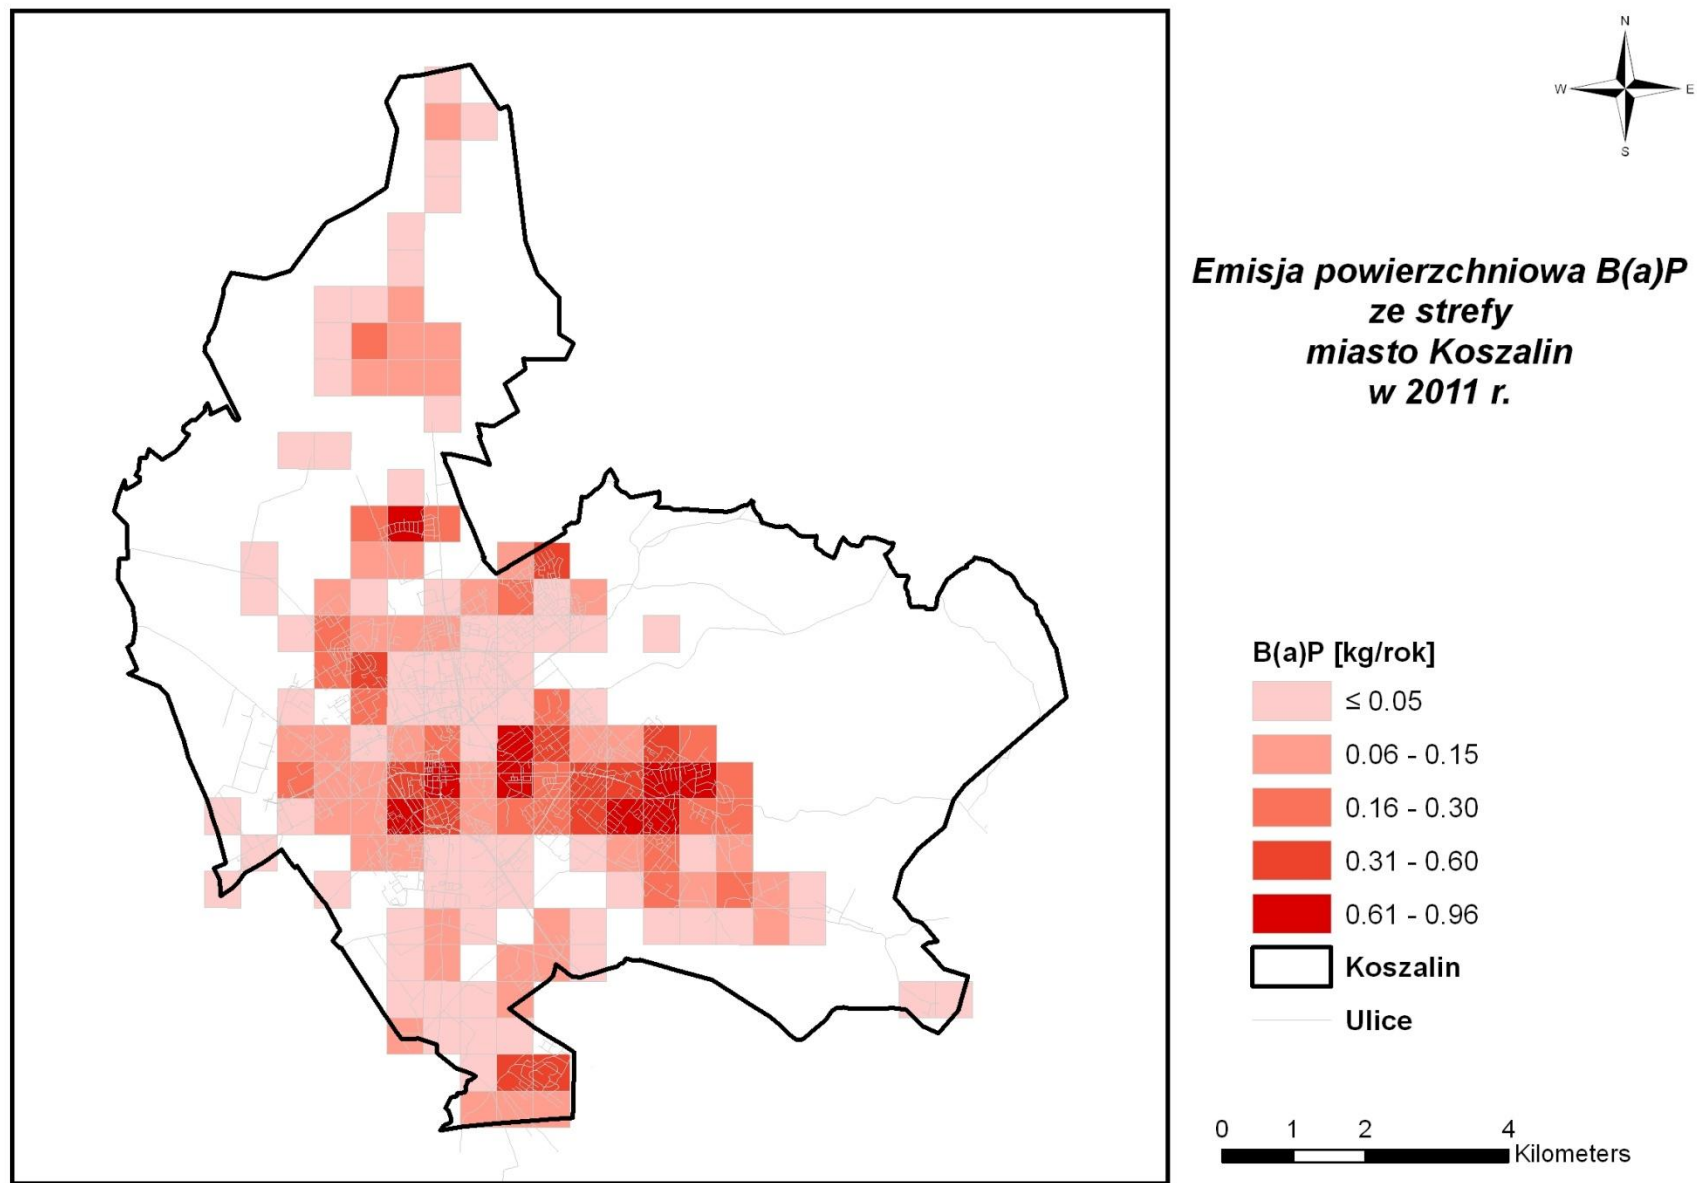 N
W E
S
Emisja powierzchniowa B(a)P
ze strefy
miasto Koszalin
w 2011 r.
B(a)P [kg/rok]
≤ 0.05
0.06 - 0.15
0.16 - 0.30
0.31 - 0.60
0.61 - 0.96
Koszalin
Ulice
0 1 2 4
Kilometers